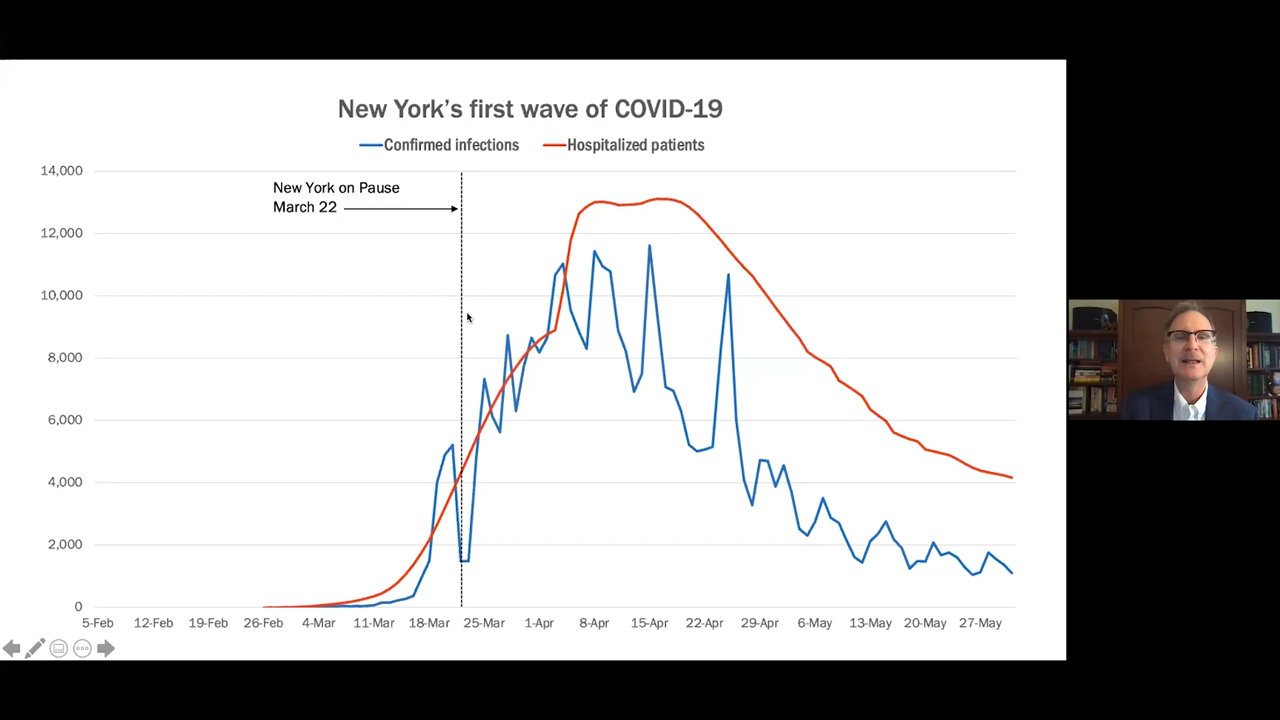 New York's first wave of COVID-19
Confirmed infections Hospitalized patients
14,000
12,000
10,000
8,000
6,000
4,000
2,000
0
New York on Pause
March 22
5-Feb 12-Feb 19-Feb 26-Feb 4-Mar 11-Mar 18-Mar 25-Mar 1-Apr 8-Apr 15-Apr 22-Apr 29-Apr 6-May 13-May 20-May 27-May